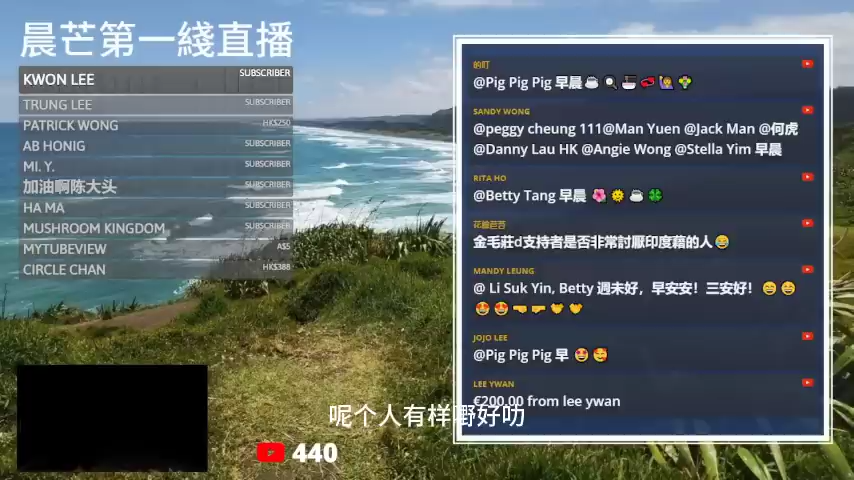 晨芒第一綫直播
KWON LEE SUBSCRIBER
TRUNG LEE SUBSCRIBER
PATRICK WONG HK$250
AB HONIG SUBSCRIBER
MI. Y. SUBSCRIBER
加油啊陈大头 SUBSCRIBER
HA MA SUBSCRIBER
MUSHROOM KINGDOM SUBSCRIBER
MYTUBEVIEW A$5
CIRCLE CHAN HK$388
的叮
@Pig Pig Pig 早晨
SANDY WONG
@peggy cheung 111@Man Yuen @Jack Man @何虎
@Danny Lau HK @Angie Wong @Stella Yim 早晨
RITA HO
@Betty Tang 早晨
金毛莊d支持者是否非常討厭印度藉的人
MANDY LEUNG
@ Li Suk Yin, Betty 週末好，早安安！三安好！
JOJO LEE
@Pig Pig Pig 早
LEE YWAN
€200.00 from lee ywan
呢个人有样嘢好叻
440